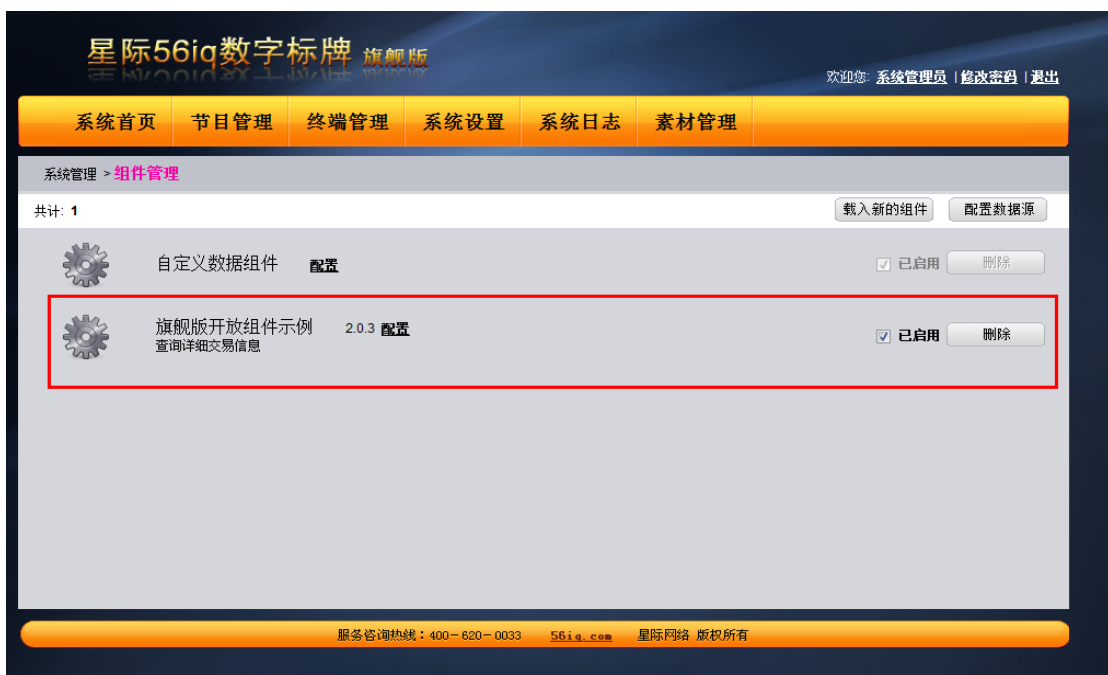 星际56iq数字标牌 旗舰版
欢迎您: 系统管理员 | 修改密码 | 退出
系统首页 节目管理 终端管理 系统设置 系统日志 素材管理
系统管理 > 组件管理
共计: 1 载入新的组件 配置数据源
自定义数据组件 配置 已启用 删除
旗舰版开放组件示例 2.0.3 配置 已启用 删除
查询详细交易信息
服务咨询热线：400-620-0033 56iq.com 星际网络 版权所有